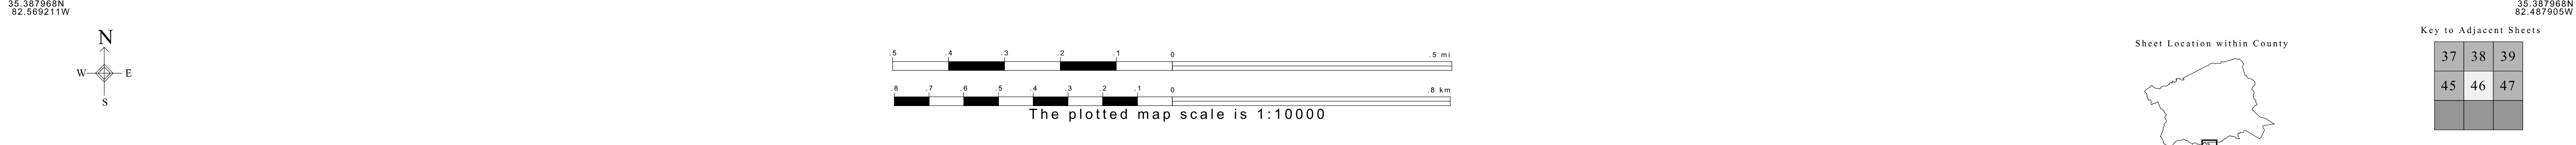 35.387968N
82.569211W
35.387968N
82.487905W
N
W E
S
.5 .4 .3 .2 .1 0 .5 mi
.8 .7 .6 .5 .4 .3 .2 .1 0 .8 km
The plotted map scale is 1:10000
Sheet Location within County
Key to Adjacent Sheets
37 38 39
45 46 47